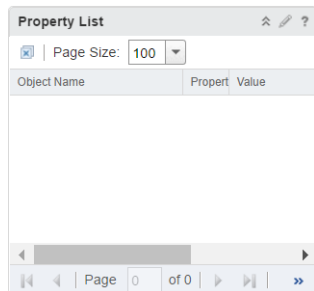 Property List ?
Page Size: 100
Object Name Propert Value
Page 0 of 0 »